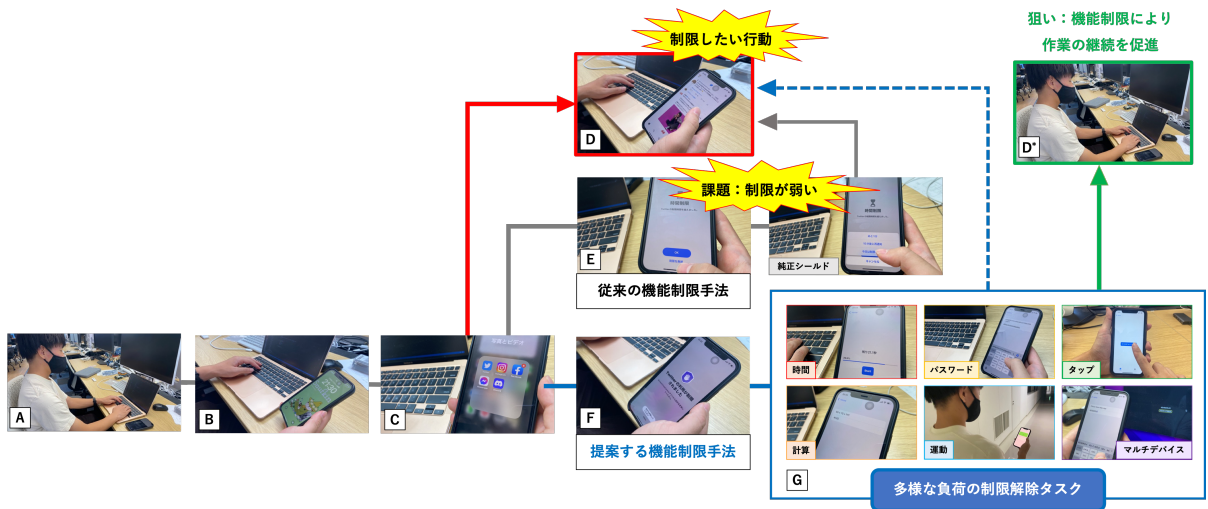 狙い：機能制限により
作業の継続を促進
制限したい行動
D
D*
課題：制限が弱い
E
純正シールド
従来の機能制限手法
A
B
C
F
提案する機能制限手法
時間
パスワード
タップ
計算
運動
マルチデバイス
G
多様な負荷の制限解除タスク